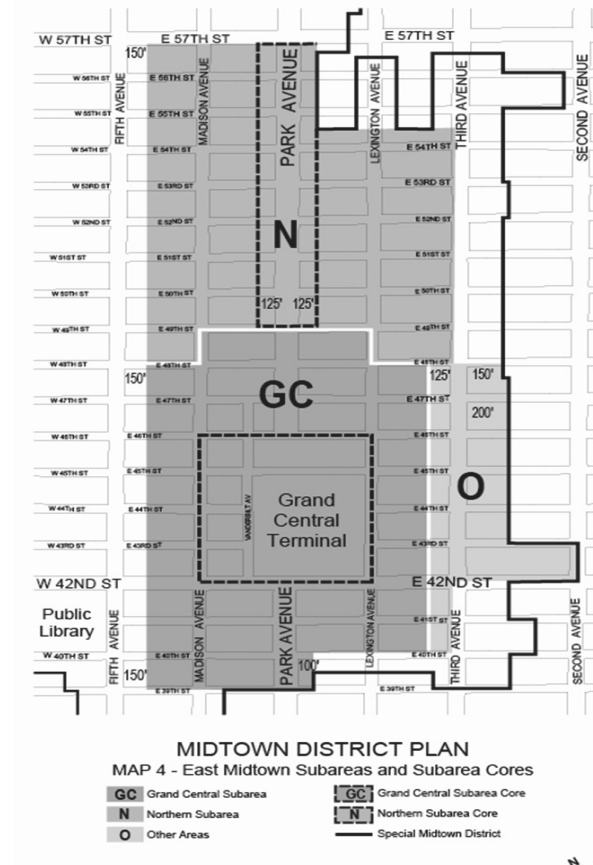 W 57TH ST
E 57TH ST
E 57TH ST
150'
W 56TH ST
E 56TH ST
FIFTH AVENUE
MADISON AVENUE
PARK AVENUE
LEXINGTON AVENUE
THIRD AVENUE
SECOND AVENUE
W 55TH ST
E 55TH ST
W 54TH ST
E 54TH ST
E 54TH ST
W 53RD ST
E 53RD ST
E 53RD ST
W 52ND ST
E 52ND ST
E 52ND ST
N
W 51ST ST
E 51ST ST
E 51ST ST
W 50TH ST
E 50TH ST
E 50TH ST
125'
125'
W 49TH ST
E 49TH ST
E 49TH ST
W 48TH ST
E 48TH ST
E 48TH ST
150'
125'
150'
GC
W 47TH ST
E 47TH ST
E 47TH ST
200'
W 46TH ST
E 46TH ST
E 46TH ST
W 45TH ST
E 45TH ST
E 45TH ST
O
VANDERBILT AV
Grand
Central
Terminal
W 44TH ST
E 44TH ST
E 44TH ST
W 43RD ST
E 43RD ST
E 43RD ST
W 42ND ST
E 42ND ST
Public
Library
FIFTH AVENUE
MADISON AVENUE
PARK AVENUE
LEXINGTON AVENUE
THIRD AVENUE
SECOND AVENUE
E 41ST ST
W 40TH ST
E 40TH ST
E 40TH ST
150'
100'
E 39TH ST
E 39TH ST
MIDTOWN DISTRICT PLAN
MAP 4 - East Midtown Subareas and Subarea Cores
GC Grand Central Subarea
GC Grand Central Subarea Core
N Northern Subarea
N Northern Subarea Core
O Other Areas
Special Midtown District
N